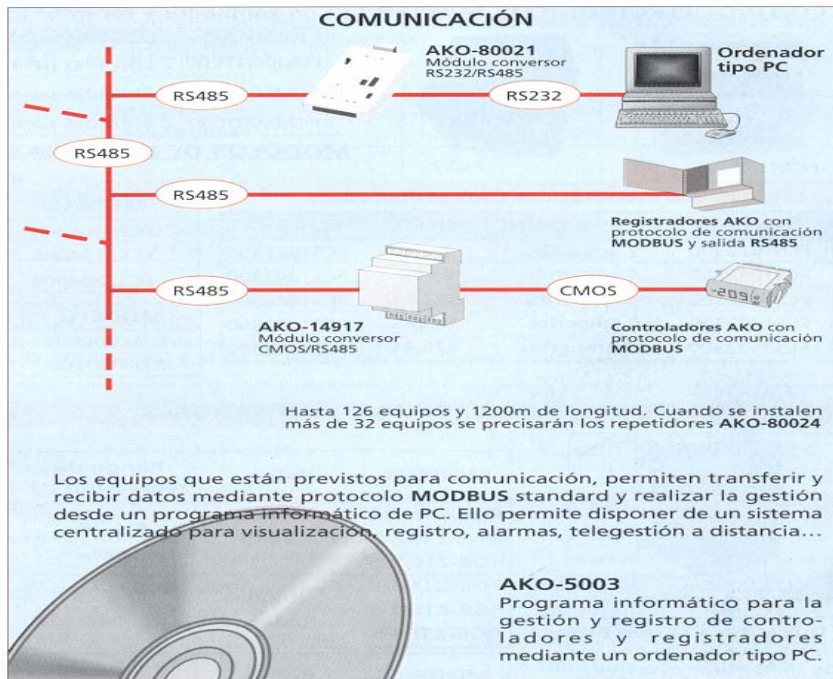 COMUNICACIÓN
AKO-80021
Módulo conversor
RS232/RS485
Ordenador
tipo PC
RS485
RS232
RS485
RS485
Registradores AKO con
protocolo de comunicación
MODBUS y salida RS485
RS485
CMOS
-209
AKO-14917
Módulo conversor
CMOS/RS485
Controladores AKO con
protocolo de comunicación
MODBUS
Hasta 126 equipos y 1200m de longitud. Cuando se instalen
más de 32 equipos se precisarán los repetidores AKO-80024
Los equipos que están previstos para comunicación, permiten transferir y
recibir datos mediante protocolo MODBUS standard y realizar la gestión
desde un programa informático de PC. Ello permite disponer de un sistema
centralizado para visualización, registro, alarmas, telegestión a distancia...
AKO-5003
Programa informático para la
gestión y registro de contro-
ladores y registradores
mediante un ordenador tipo PC.